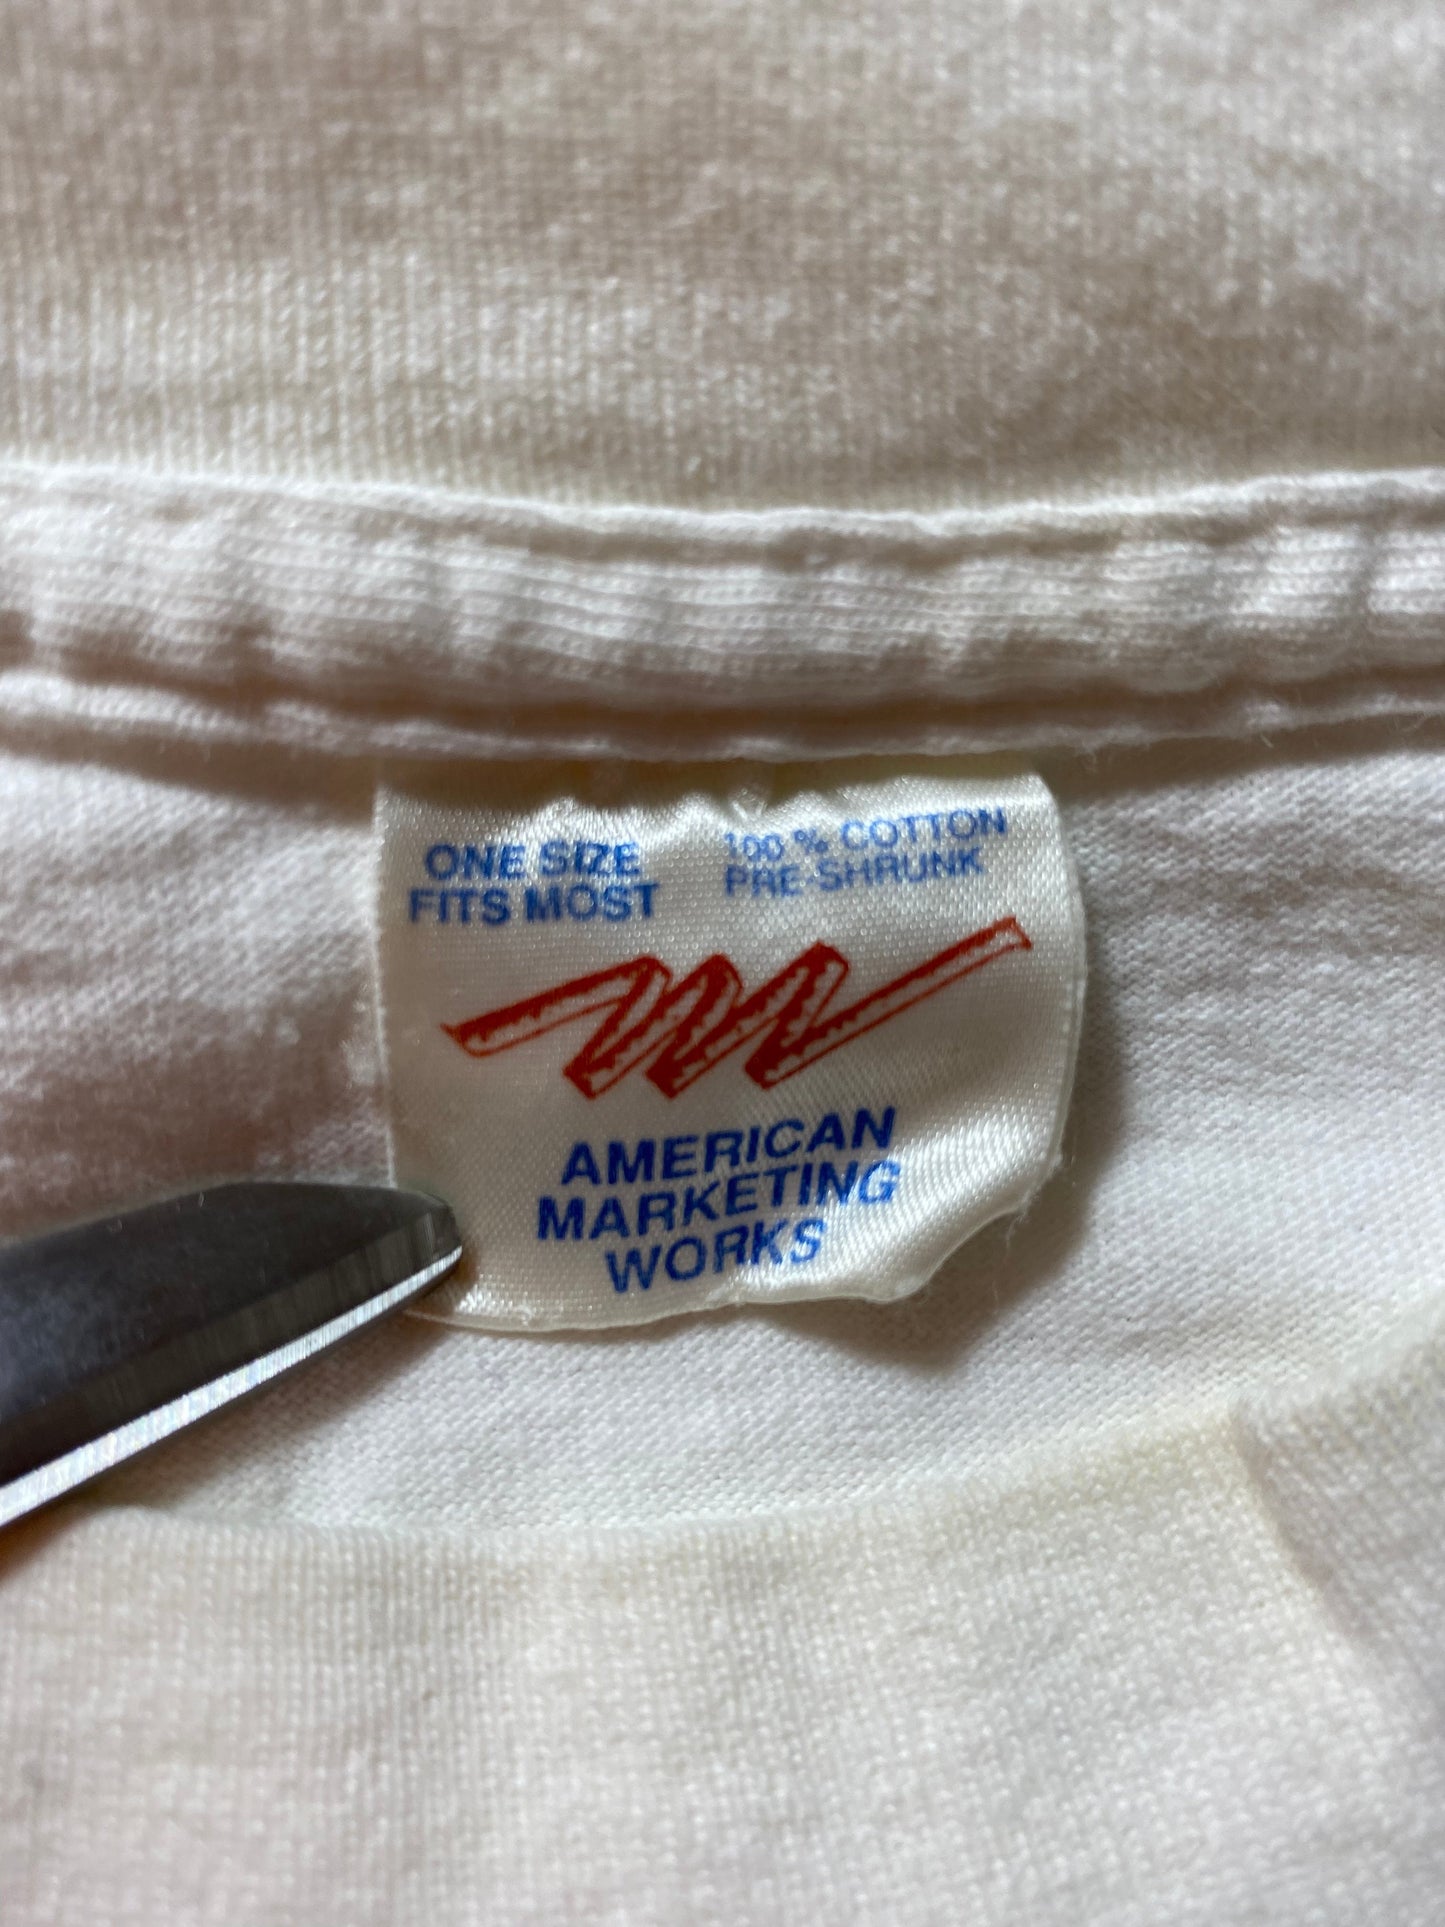 ONE SIZE
FITS MOST
100 % COTTON
PRE-SHRUNK
AMERICAN
MARKETING
WORKS